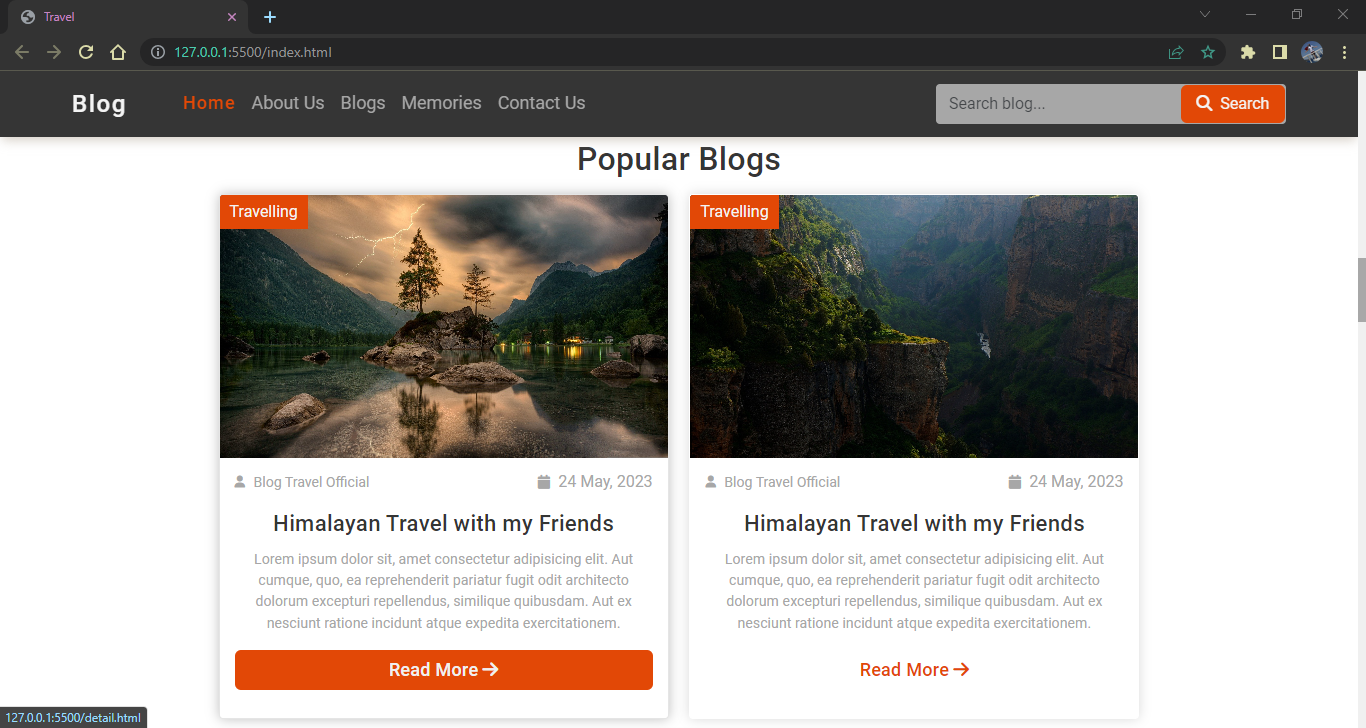 Travel
127.0.0.1:5500/index.html
Blog
Home About Us Blogs Memories Contact Us
Search blog...
Search
Popular Blogs
Travelling
Blog Travel Official 24 May, 2023
Himalayan Travel with my Friends
Lorem ipsum dolor sit, amet consectetur adipisicing elit. Aut
cumque, quo, ea reprehenderit pariatur fugit odit architecto
dolorum excepturi repellendus, similique quibusdam. Aut ex
nesciunt ratione incidunt atque expedita exercitationem.
Read More
Travelling
Blog Travel Official 24 May, 2023
Himalayan Travel with my Friends
Lorem ipsum dolor sit, amet consectetur adipisicing elit. Aut
cumque, quo, ea reprehenderit pariatur fugit odit architecto
dolorum excepturi repellendus, similique quibusdam. Aut ex
nesciunt ratione incidunt atque expedita exercitationem.
Read More
127.0.0.1:5500/detail.html